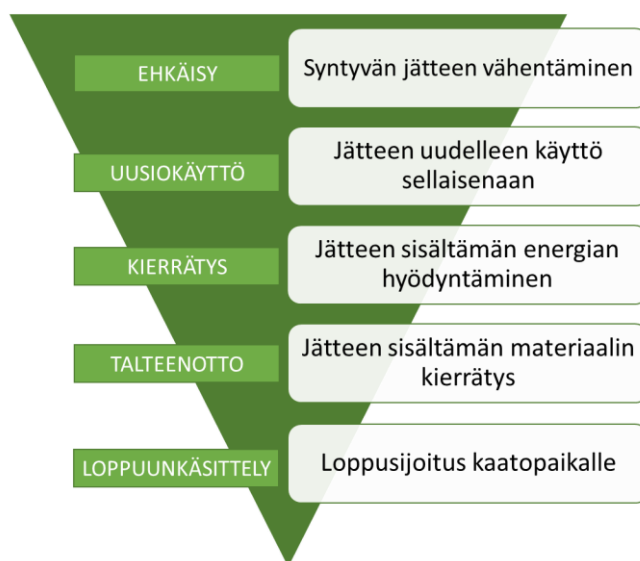 EHKÄISY
Syntyvän jätteen vähentäminen
UUSIOKÄYTTÖ
Jätteen uudelleen käyttö
sellaisenaan
KIERRÄTYS
Jätteen sisältämän energian
hyödyntäminen
TALTEENOTTO
Jätteen sisältämän materiaalin
kierrätys
LOPPUUNKÄSITTELY
Loppusijoitus kaatopaikalle